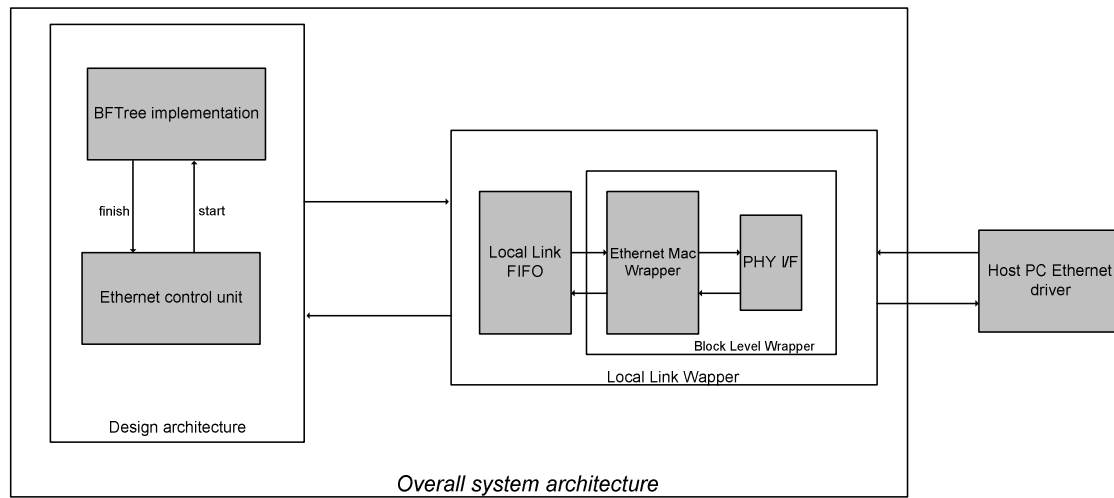 BFTree implementation
finish
start
Ethernet control unit
Design architecture
Local Link
FIFO
Ethernet Mac
Wrapper
PHY I/F
Block Level Wrapper
Local Link Wapper
Host PC Ethernet
driver
Overall system architecture